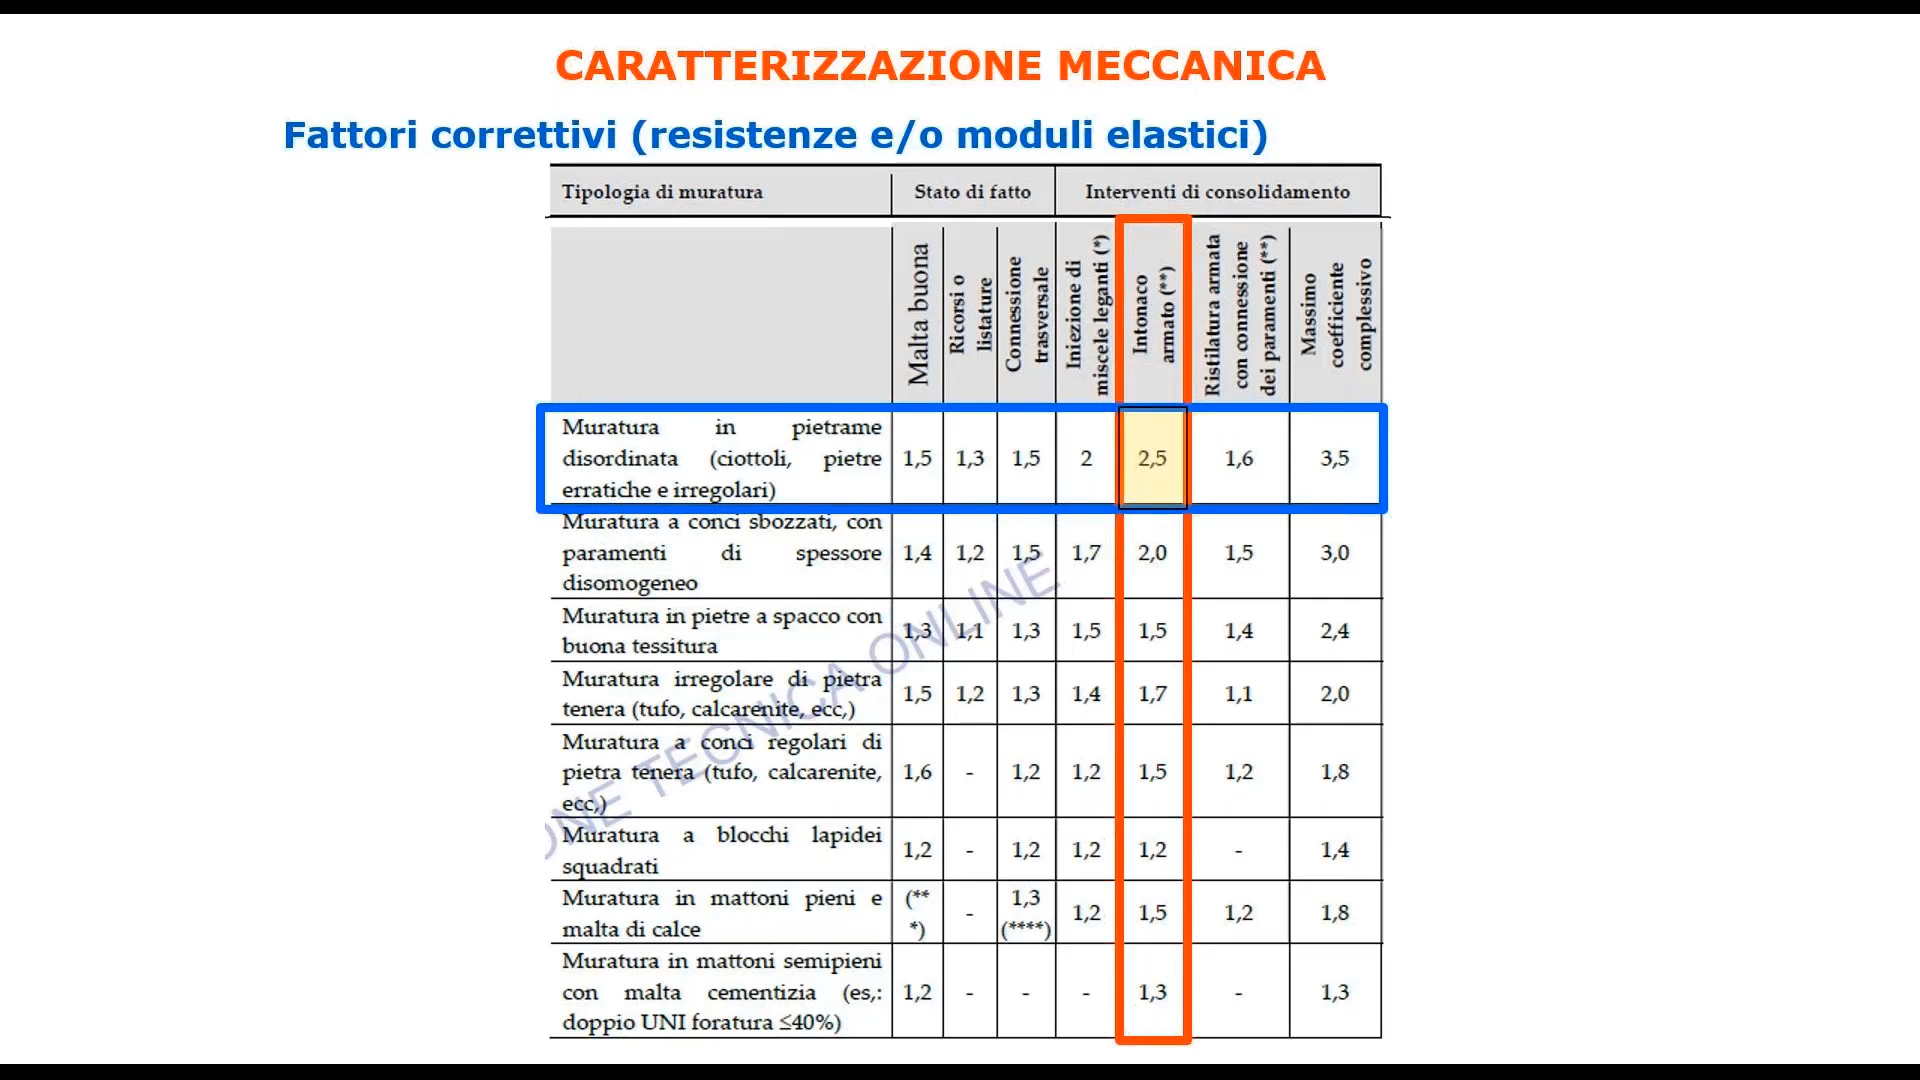 CARATTERIZZAZIONE MECCANICA
Fattori correttivi (resistenze e/o moduli elastici)
Tipologia di muratura Stato di fatto Interventi di consolidamento
Malta buona
Ricorsi o
listature
Connessione
trasversale
Iniezione di
miscele leganti (*)
Intonaco
armato (**)
Ristilatura armata
con connessione
dei paramenti (**)
Massimo
coefficiente
complessivo
Muratura in pietrame
disordinata (ciottoli, pietre
erratiche e irregolari)
1,5 1,3 1,5 2 2,5 1,6 3,5
Muratura a conci sbozzati, con
paramenti di spessore
disomogeneo
1,4 1,2 1,5 1,7 2,0 1,5 3,0
Muratura in pietre a spacco con
buona tessitura
1,3 1,1 1,3 1,5 1,5 1,4 2,4
Muratura irregolare di pietra
tenera (tufo, calcarenite, ecc,)
1,5 1,2 1,3 1,4 1,7 1,1 2,0
Muratura a conci regolari di
pietra tenera (tufo, calcarenite,
ecc,)
1,6 - 1,2 1,2 1,5 1,2 1,8
Muratura a blocchi lapidei
squadrati
1,2 - 1,2 1,2 1,2 - 1,4
Muratura in mattoni pieni e
malta di calce
(**
*)
- 1,3
(****)
1,2 1,5 1,2 1,8
Muratura in mattoni semipieni
con malta cementizia (es,:
doppio UNI foratura ≤40%)
1,2 - - - 1,3 - 1,3
ONE TECNICA ONLINE